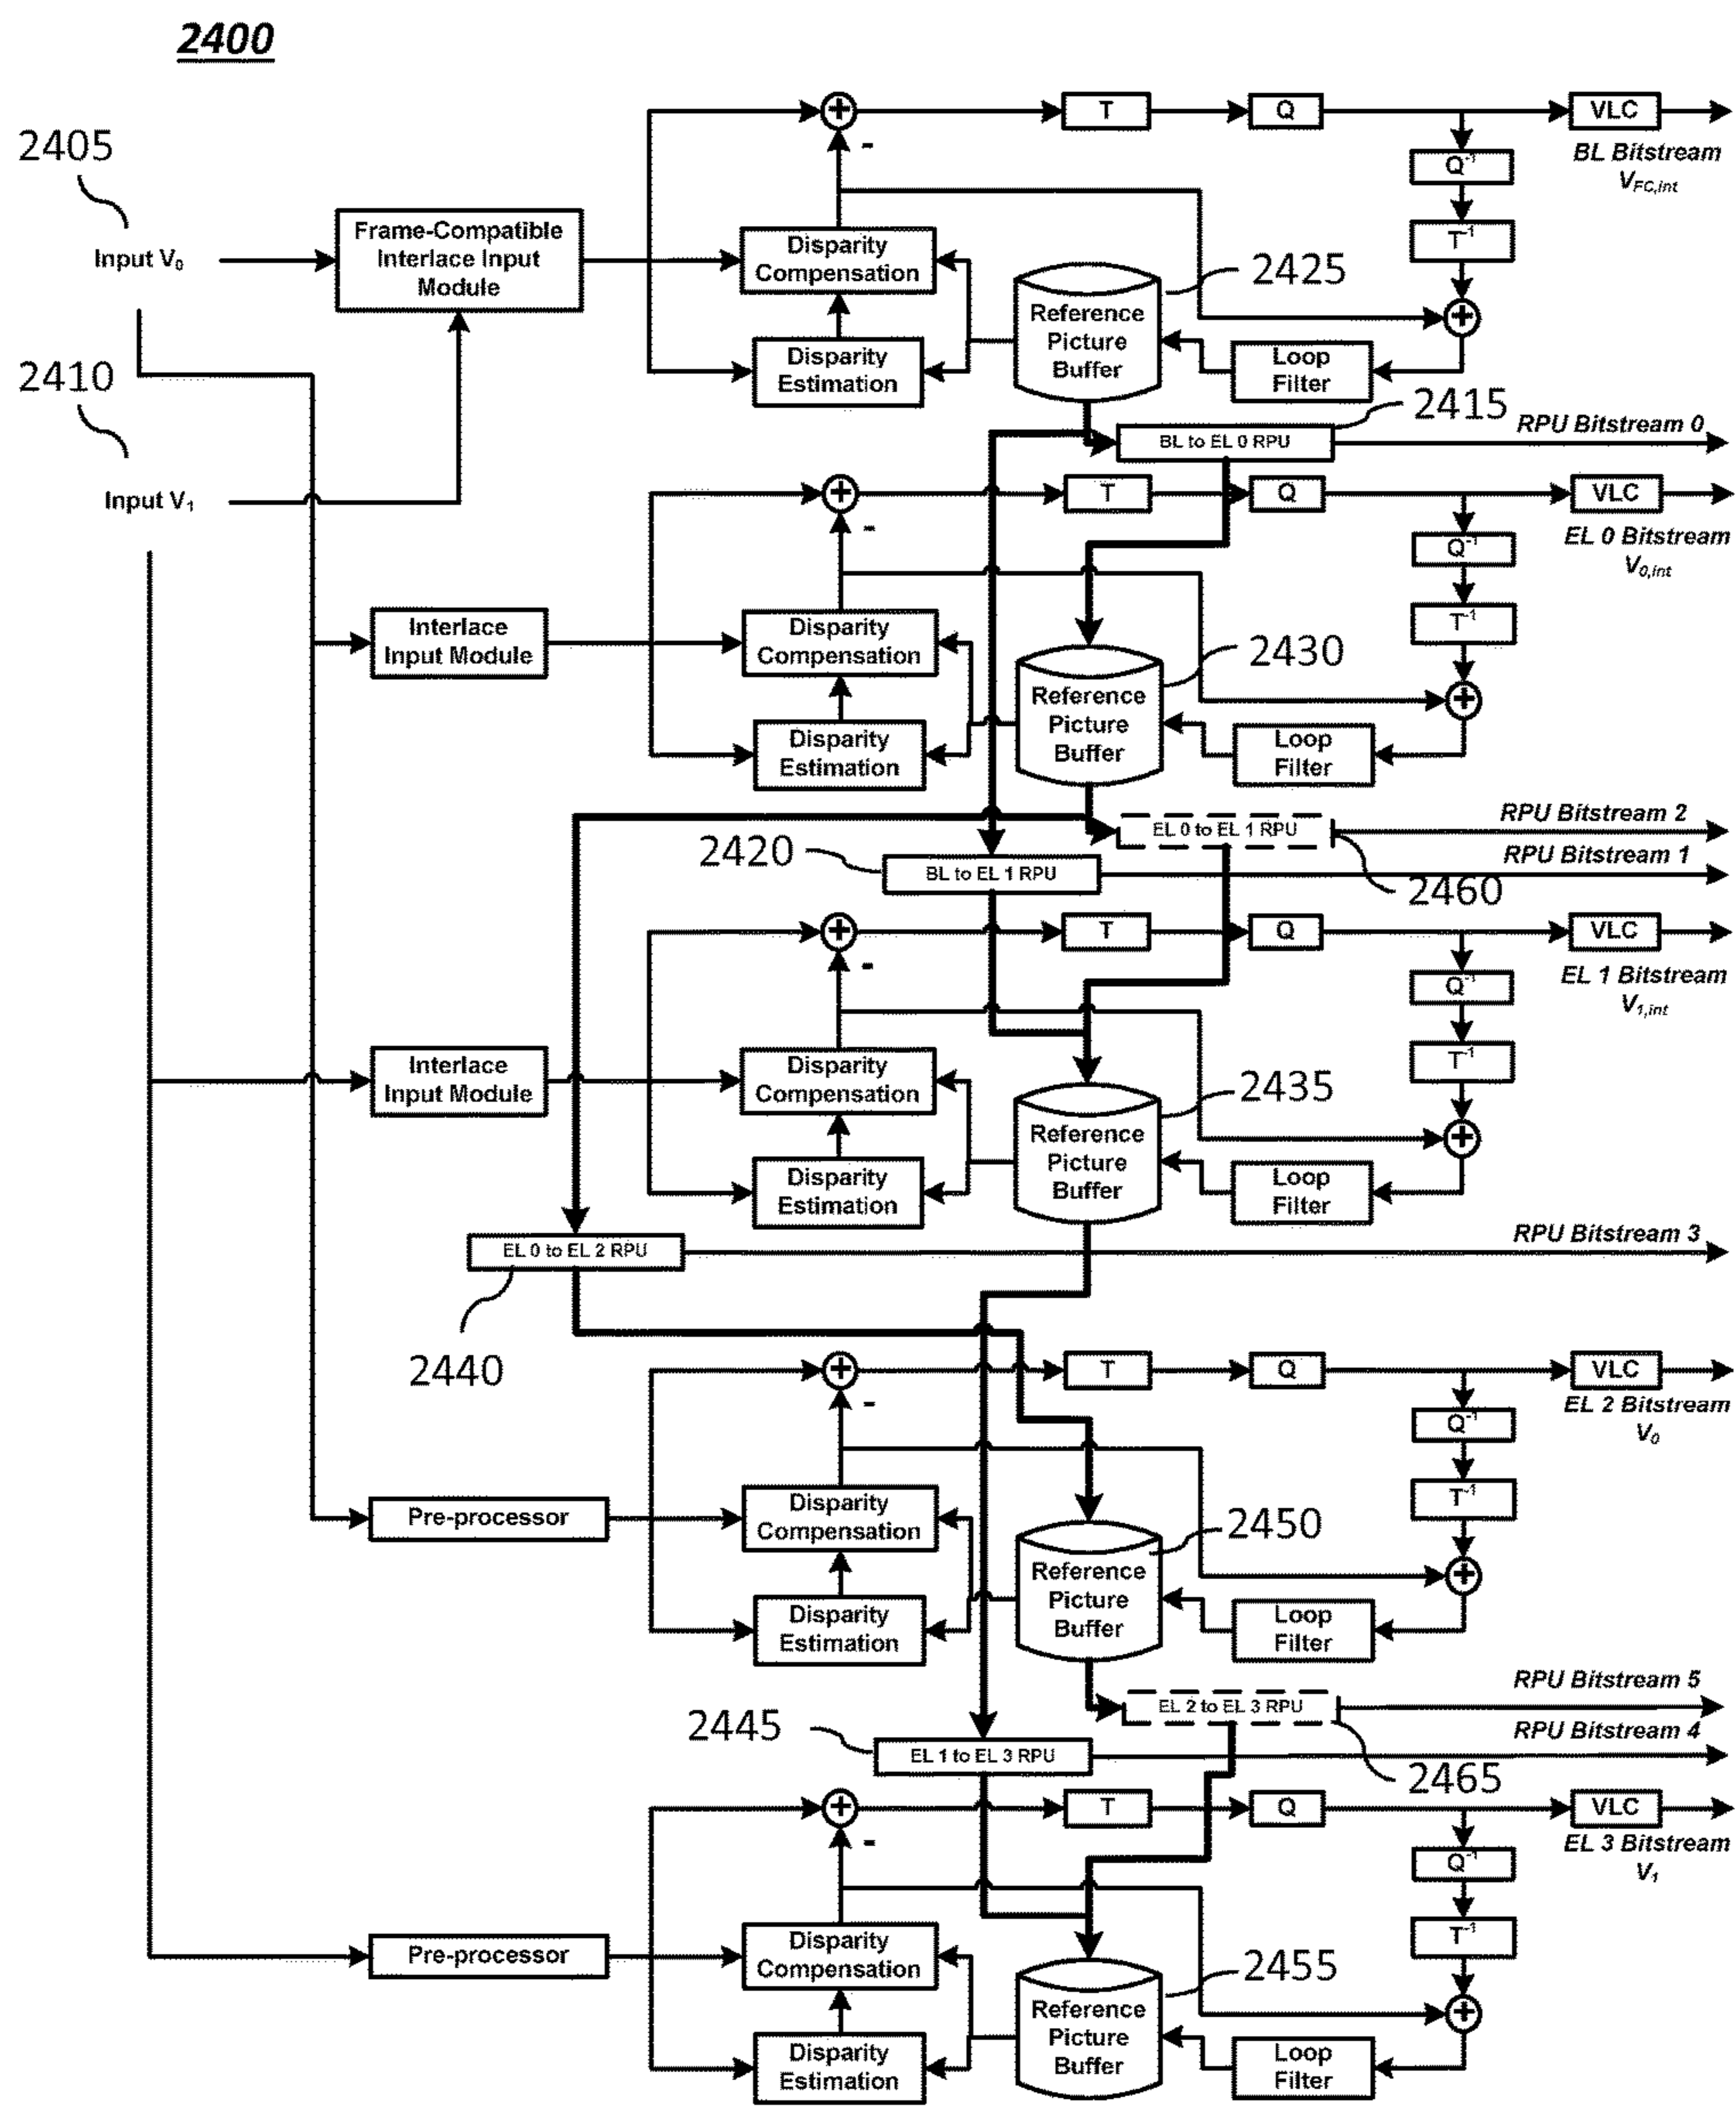 2400
+
T
Q
VLC
2405
-
BL Bitstream
V_FC,int
Q⁻¹
Frame-Compatible
Interlace Input
Module
T⁻¹
Input V₀
Disparity
Compensation
2425
Reference
Picture
Buffer
+
2410
Disparity
Estimation
Loop
Filter
2415
BL to EL 0 RPU
RPU Bitstream 0
Input V₁
+
T
Q
VLC
-
EL 0 Bitstream
V_0,int
Q⁻¹
T⁻¹
Interlace
Input Module
Disparity
Compensation
2430
Reference
Picture
Buffer
+
Disparity
Estimation
Loop
Filter
EL 0 to EL 1 RPU
RPU Bitstream 2
2420
BL to EL 1 RPU
RPU Bitstream 1
2460
+
T
Q
VLC
-
EL 1 Bitstream
V_1,int
Q⁻¹
T⁻¹
Interlace
Input Module
Disparity
Compensation
2435
Reference
Picture
Buffer
+
Disparity
Estimation
Loop
Filter
EL 0 to EL 2 RPU
RPU Bitstream 3
2440
+
T
Q
VLC
-
EL 2 Bitstream
V₀
Q⁻¹
T⁻¹
Pre-processor
Disparity
Compensation
2450
Reference
Picture
Buffer
+
Disparity
Estimation
Loop
Filter
EL 2 to EL 3 RPU
RPU Bitstream 5
2445
EL 1 to EL 3 RPU
RPU Bitstream 4
2465
+
T
Q
VLC
-
EL 3 Bitstream
V₁
Q⁻¹
T⁻¹
Pre-processor
Disparity
Compensation
2455
Reference
Picture
Buffer
+
Disparity
Estimation
Loop
Filter